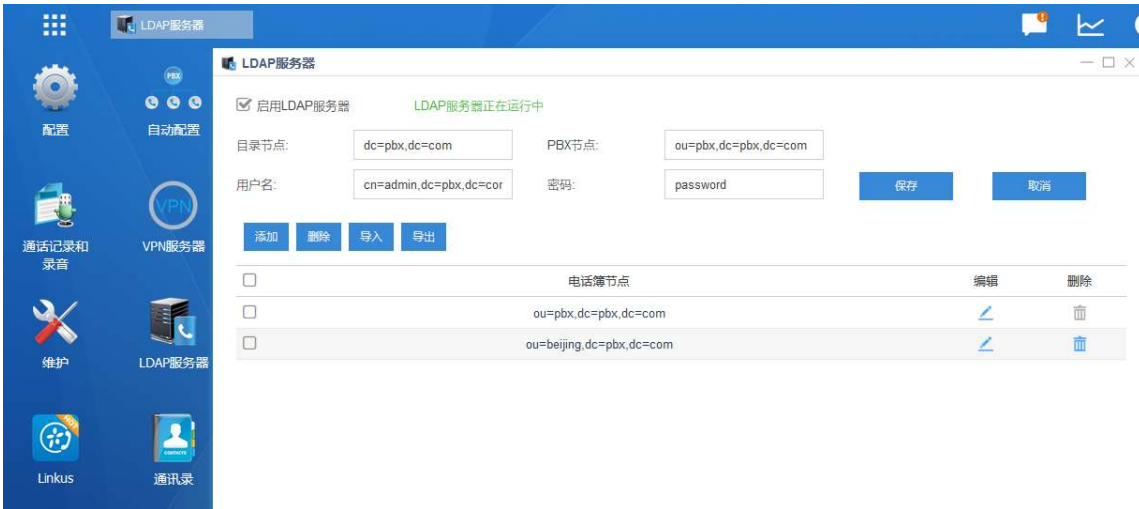 LDAP服务器
LDAP服务器
PBX
启用LDAP服务器 LDAP服务器正在运行中
配置 自动配置
目录节点: dc=pbx,dc=com PBX节点: ou=pbx,dc=pbx,dc=com
用户名: cn=admin,dc=pbx,dc=cor 密码: password 保存 取消
VPN
通话记录和
录音
VPN服务器
添加 删除 导入 导出
电话簿节点 编辑 删除
ou=pbx,dc=pbx,dc=com
ou=beijing,dc=pbx,dc=com
维护 LDAP服务器
HOT
CONTACTS
Linkus 通讯录